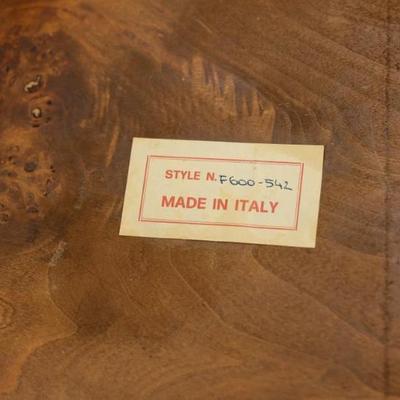 STYLE N. F600-542
MADE IN ITALY